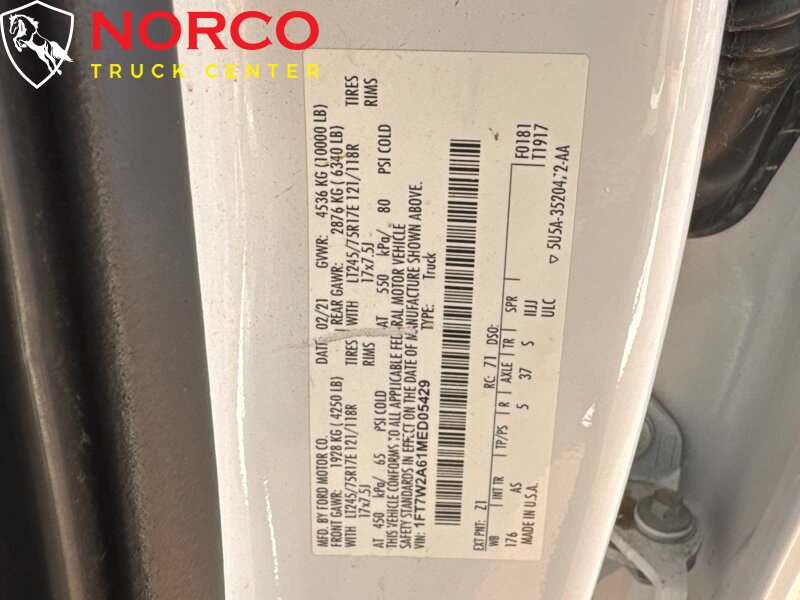 NORCO
TRUCK CENTER
MFD. BY FORD MOTOR CO. DATE: 02/21 GVWR: 4536 KG (10000 LB)
FRONT GAWR: 1928 KG ( 4250 LB) REAR GAWR: 2876 KG ( 6340 LB)
WITH LT245/75R17E 121/118R TIRES WITH LT245/75R17E 121/118R TIRES
17x7.5J RIMS 17x7.5J RIMS
AT 450 kPa/ 65 PSI COLD AT 550 kPa/ 80 PSI COLD
THIS VEHICLE CONFORMS TO ALL APPLICABLE FEDERAL MOTOR VEHICLE
SAFETY STANDARDS IN EFFECT ON THE DATE OF MANUFACTURE SHOWN ABOVE.
VIN: 1FT7W2A61MED05429 TYPE: Truck
F0181
T1917
EXT PNT: Z1 RC: 71 DSO:
WB INT TR TP/PS R AXLE TR SPR
176 AS 5 37 S IIJJ
MADE IN U.S.A. ULC